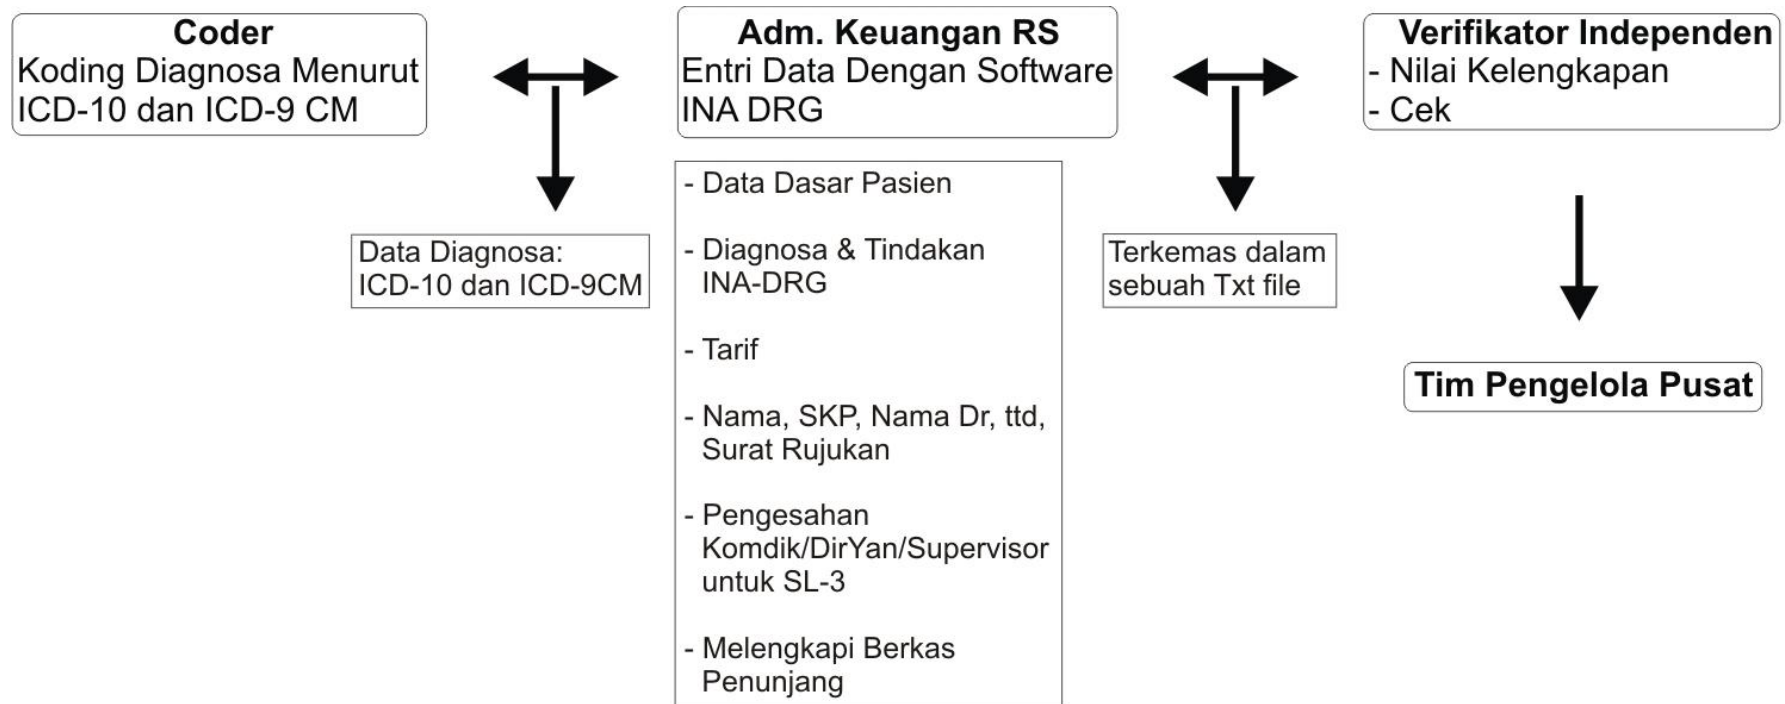 Coder
Koding Diagnosa Menurut
ICD-10 dan ICD-9 CM
Adm. Keuangan RS
Entri Data Dengan Software
INA DRG
Verifikator Independen
- Nilai Kelengkapan
- Cek
Data Diagnosa:
ICD-10 dan ICD-9CM
- Data Dasar Pasien
- Diagnosa & Tindakan
INA-DRG
- Tarif
- Nama, SKP, Nama Dr, ttd,
Surat Rujukan
- Pengesahan
Komdik/DirYan/Supervisor
untuk SL-3
- Melengkapi Berkas
Penunjang
Terkemas dalam
sebuah Txt file
Tim Pengelola Pusat